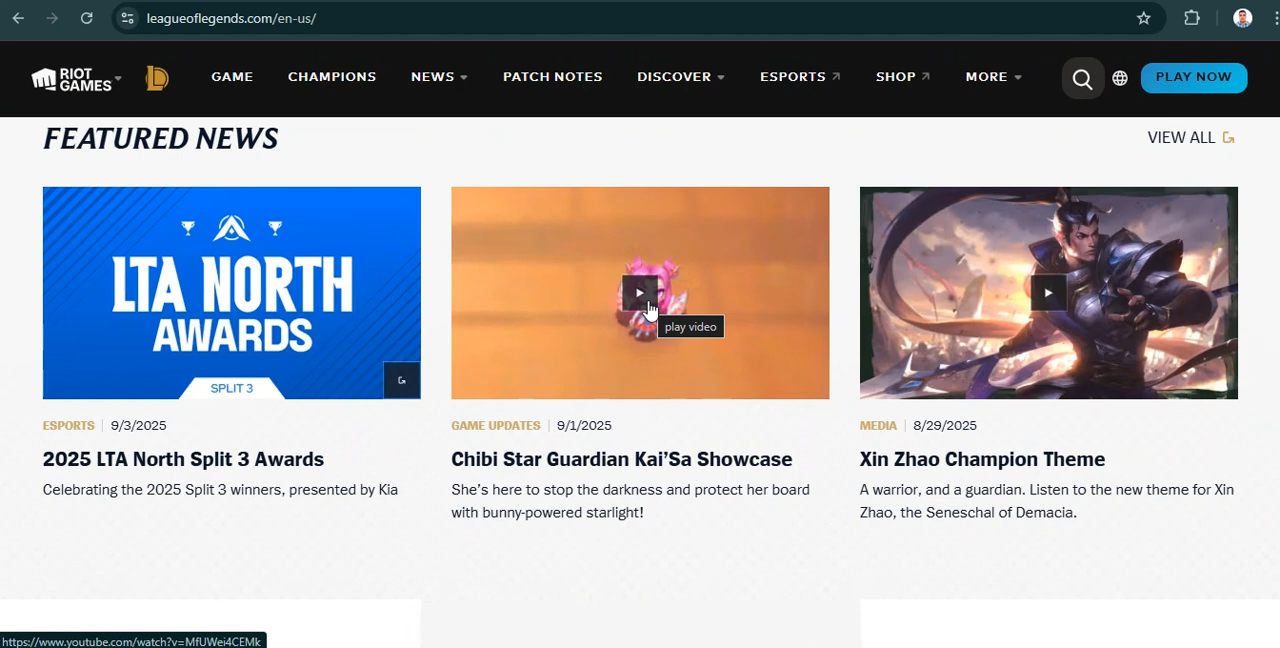 leagueoflegends.com/en-us/
RIOT GAMES
GAME
CHAMPIONS
NEWS
PATCH NOTES
DISCOVER
ESPORTS
SHOP
MORE
PLAY NOW
FEATURED NEWS
VIEW ALL
LTA NORTH
AWARDS
SPLIT 3
play video
ESPORTS | 9/3/2025
2025 LTA North Split 3 Awards
Celebrating the 2025 Split 3 winners, presented by Kia
GAME UPDATES | 9/1/2025
Chibi Star Guardian Kai’Sa Showcase
She’s here to stop the darkness and protect her board
with bunny-powered starlight!
MEDIA | 8/29/2025
Xin Zhao Champion Theme
A warrior, and a guardian. Listen to the new theme for Xin
Zhao, the Seneschal of Demacia.
https://www.youtube.com/watch?v=MfUWei4CEMk